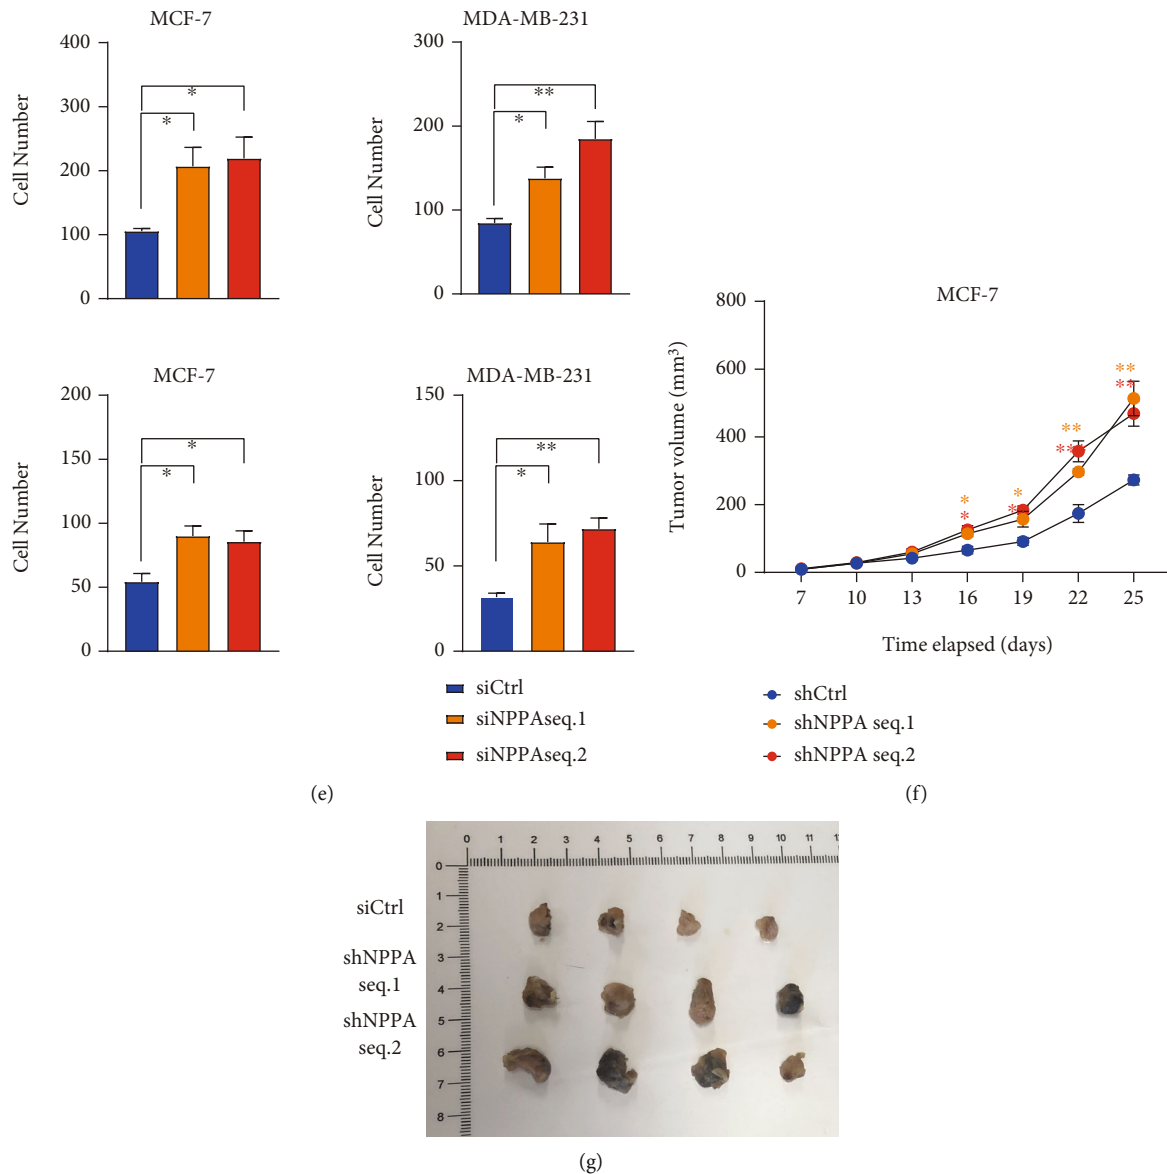 MCF-7
400
300
200
100
0
Cell Number
*
*
MDA-MB-231
300
200
100
0
Cell Number
**
*
MCF-7
200
150
100
50
0
Cell Number
*
*
MDA-MB-231
150
100
50
0
Cell Number
**
*
siCtrl
siNPPAseq.1
siNPPAseq.2
(e)
MCF-7
800
600
400
200
0
Tumor volume (mm³)
*
*
*
*
**
***
**
**
7 10 13 16 19 22 25
Time elapsed (days)
shCtrl
shNPPA seq.1
shNPPA seq.2
(f)
0 1 2 3 4 5 6 7 8 9 10 11
0
1
2
3
4
5
6
7
8
siCtrl
shNPPA
seq.1
shNPPA
seq.2
(g)